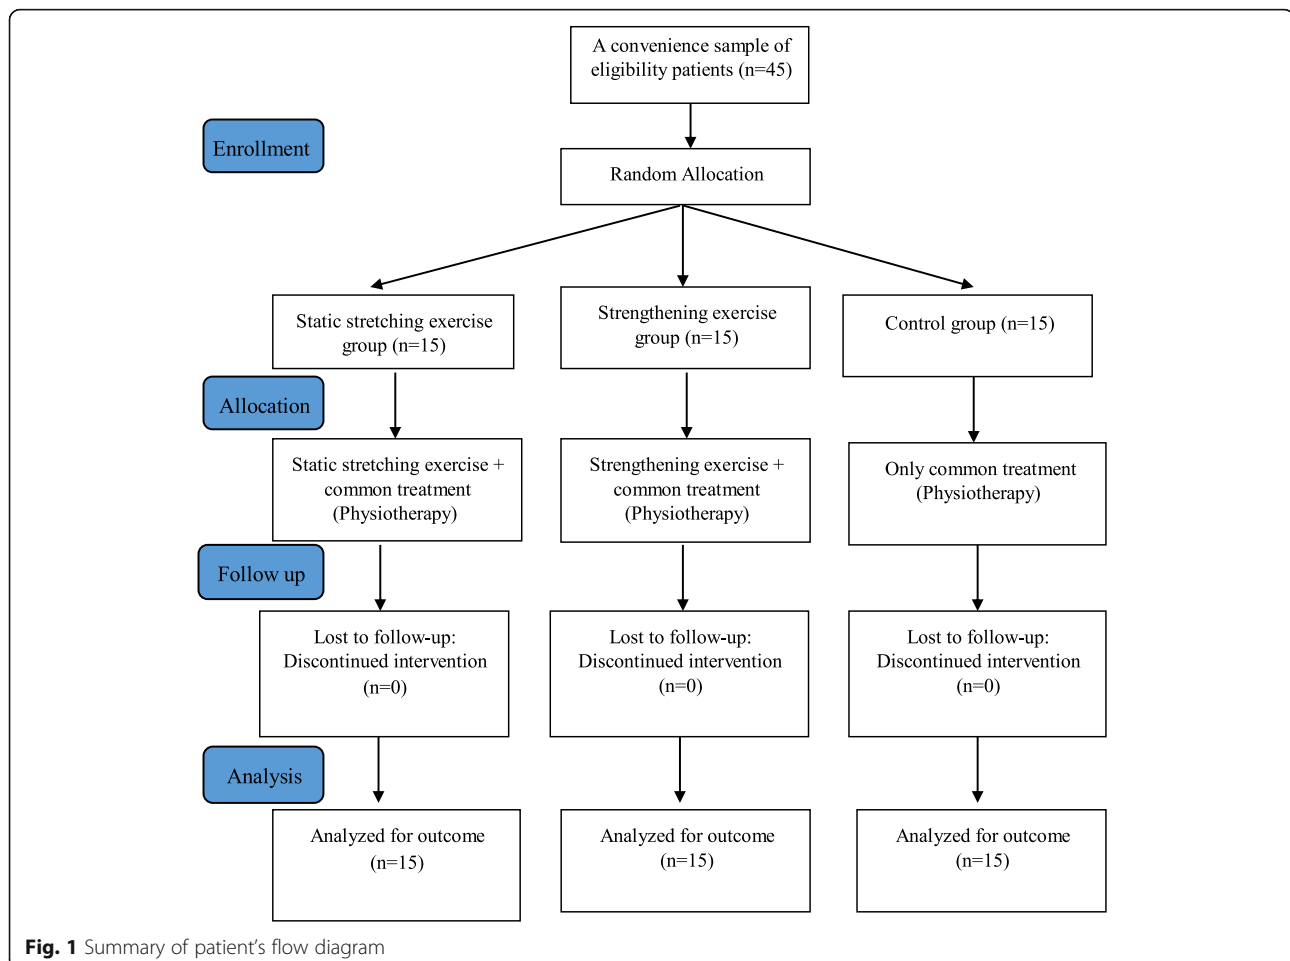 A convenience sample of
eligibility patients (n=45)
Enrollment
Random Allocation
Static stretching exercise
group (n=15)
Strengthening exercise
group (n=15)
Control group (n=15)
Allocation
Static stretching exercise +
common treatment
(Physiotherapy)
Strengthening exercise +
common treatment
(Physiotherapy)
Only common treatment
(Physiotherapy)
Follow up
Lost to follow-up:
Discontinued intervention
(n=0)
Lost to follow-up:
Discontinued intervention
(n=0)
Lost to follow-up:
Discontinued intervention
(n=0)
Analysis
Analyzed for outcome
(n=15)
Analyzed for outcome
(n=15)
Analyzed for outcome
(n=15)
Fig. 1 Summary of patient's flow diagram